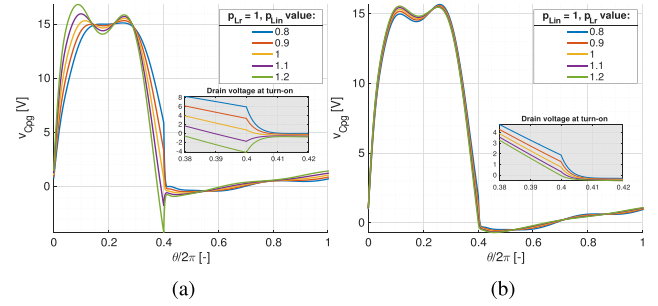 p_Lr = 1, p_Lin value:
0.8
0.9
1
1.1
1.2
Drain voltage at turn-on
8
6
4
2
0
-2
-4
0.38 0.39 0.4 0.41 0.42
15
10
5
0
v_Cpg [V]
0 0.2 0.4 0.6 0.8 1
θ/2π [-]
(a)
p_Lin = 1, p_Lr value:
0.8
0.9
1
1.1
1.2
Drain voltage at turn-on
4
3
2
1
0
0.38 0.39 0.4 0.41 0.42
15
10
5
0
v_Cpg [V]
0 0.2 0.4 0.6 0.8 1
θ/2π [-]
(b)